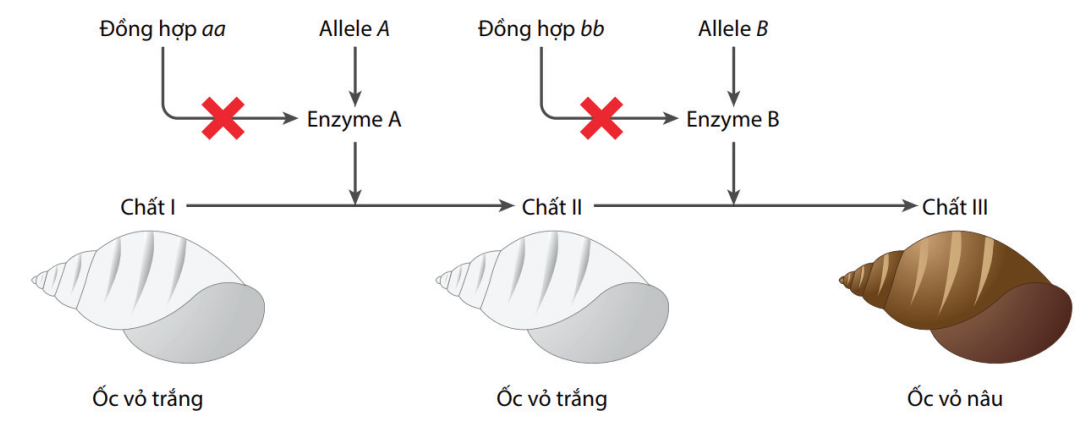 Đồng hợp aa Allele A Đồng hợp bb Allele B
Enzyme A Enzyme B
Chất I Chất II Chất III
Ốc vỏ trắng Ốc vỏ trắng Ốc vỏ nâu